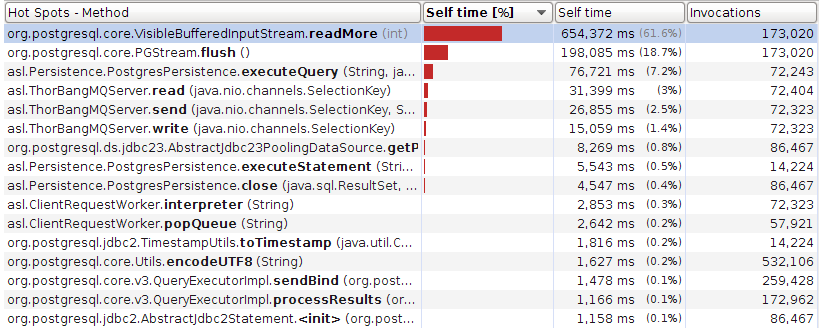 Hot Spots - Method Self time [%] Self time Invocations
org.postgresql.core.VisibleBufferedInputStream.readMore (int) 654,372 ms (61.6%) 173,020
org.postgresql.core.PGStream.flush () 198,085 ms (18.7%) 173,020
asl.Persistence.PostgresPersistence.executeQuery (String, ja... 76,721 ms (7.2%) 72,243
asl.ThorBangMQServer.read (java.nio.channels.SelectionKey) 31,399 ms (3%) 72,404
asl.ThorBangMQServer.send (java.nio.channels.SelectionKey, S... 26,855 ms (2.5%) 72,323
asl.ThorBangMQServer.write (java.nio.channels.SelectionKey) 15,059 ms (1.4%) 72,323
org.postgresql.ds.jdbc23.AbstractJdbc23PoolingDataSource.getP 8,269 ms (0.8%) 86,467
asl.Persistence.PostgresPersistence.executeStatement (Stri... 5,543 ms (0.5%) 14,224
asl.Persistence.PostgresPersistence.close (java.sql.ResultSet, ... 4,547 ms (0.4%) 86,467
asl.ClientRequestWorker.interpreter (String) 2,853 ms (0.3%) 72,323
asl.ClientRequestWorker.popQueue (String) 2,642 ms (0.2%) 57,921
org.postgresql.jdbc2.TimestampUtils.toTimestamp (java.util.C... 1,816 ms (0.2%) 14,224
org.postgresql.core.Utils.encodeUTF8 (String) 1,627 ms (0.2%) 532,106
org.postgresql.core.v3.QueryExecutorImpl.sendBind (org.post... 1,478 ms (0.1%) 259,428
org.postgresql.core.v3.QueryExecutorImpl.processResults (or... 1,166 ms (0.1%) 172,962
org.postgresql.jdbc2.AbstractJdbc2Statement.<init> (org.post... 1,158 ms (0.1%) 86,467